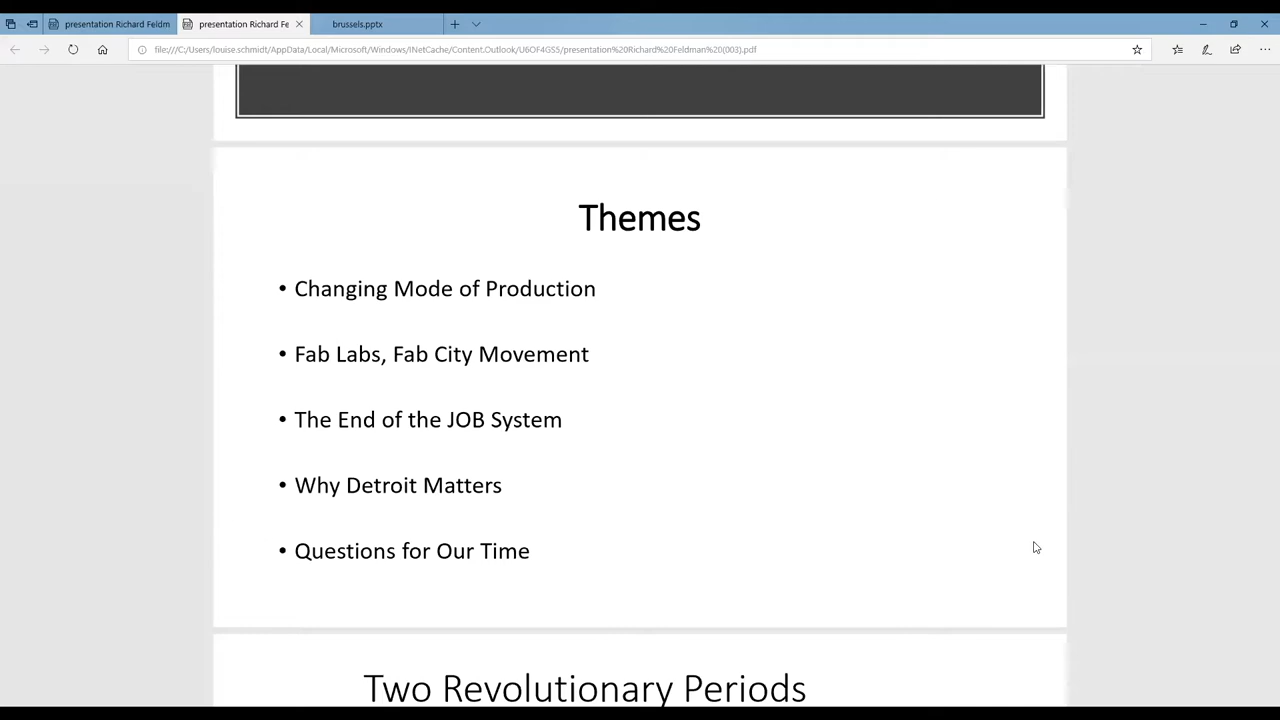 presentation Richard Feldm
presentation Richard Fe
brussels.pptx
file:///C:/Users/louise.schmidt/AppData/Local/Microsoft/Windows/INetCache/Content.Outlook/U6OF4GS5/presentation%20Richard%20Feldman%20(003).pdf
Themes
• Changing Mode of Production
• Fab Labs, Fab City Movement
• The End of the JOB System
• Why Detroit Matters
• Questions for Our Time
Two Revolutionary Periods